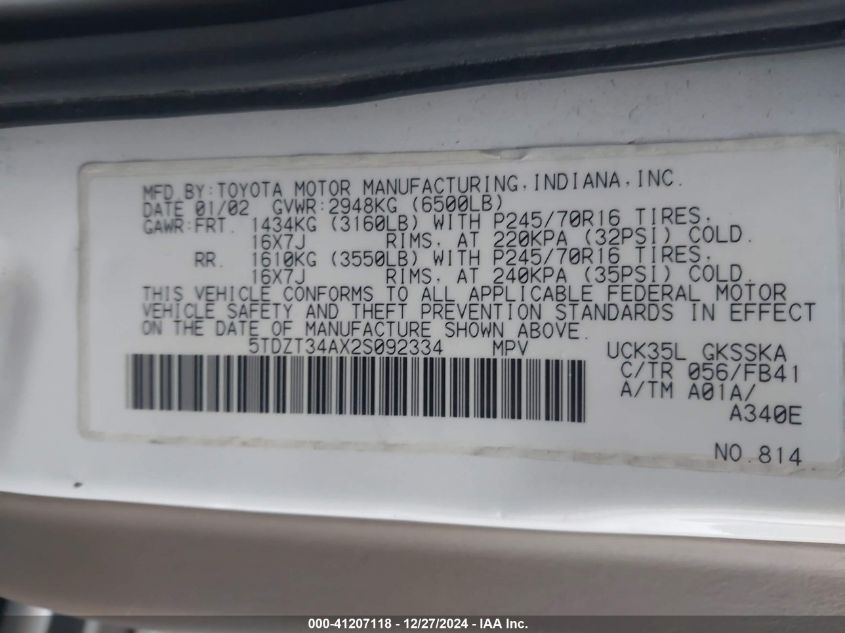 MFD.BY:TOYOTA MOTOR MANUFACTURING,INDIANA,INC.
DATE 01/02 GVWR:2948KG (6500LB)
GAWR:FRT. 1434KG (3160LB) WITH P245/70R16 TIRES,
16X7J RIMS, AT 220KPA (32PSI) COLD.
RR. 1610KG (3550LB) WITH P245/70R16 TIRES,
16X7J RIMS, AT 240KPA (35PSI) COLD.
THIS VEHICLE CONFORMS TO ALL APPLICABLE FEDERAL MOTOR
VEHICLE SAFETY AND THEFT PREVENTION STANDARDS IN EFFECT
ON THE DATE OF MANUFACTURE SHOWN ABOVE.
5TDZT34AX2S092334 MPV UCK35L GKSSKA
C/TR 056/FB41
A/TM A01A/
A340E
NO.814
000-41207118 - 12/27/2024 - IAA Inc.